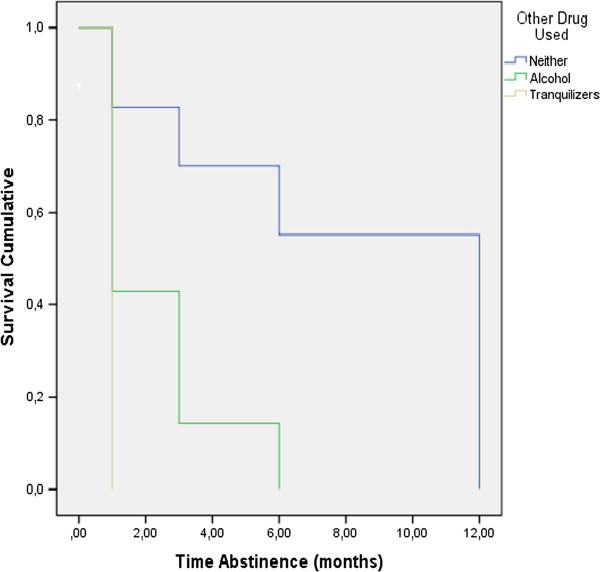 Other Drug
Used
Neither
Alcohol
Tranquilizers
Survival Cumulative
1,0
0,8
0,6
0,4
0,2
0,0
,00 2,00 4,00 6,00 8,00 10,00 12,00
Time Abstinence (months)